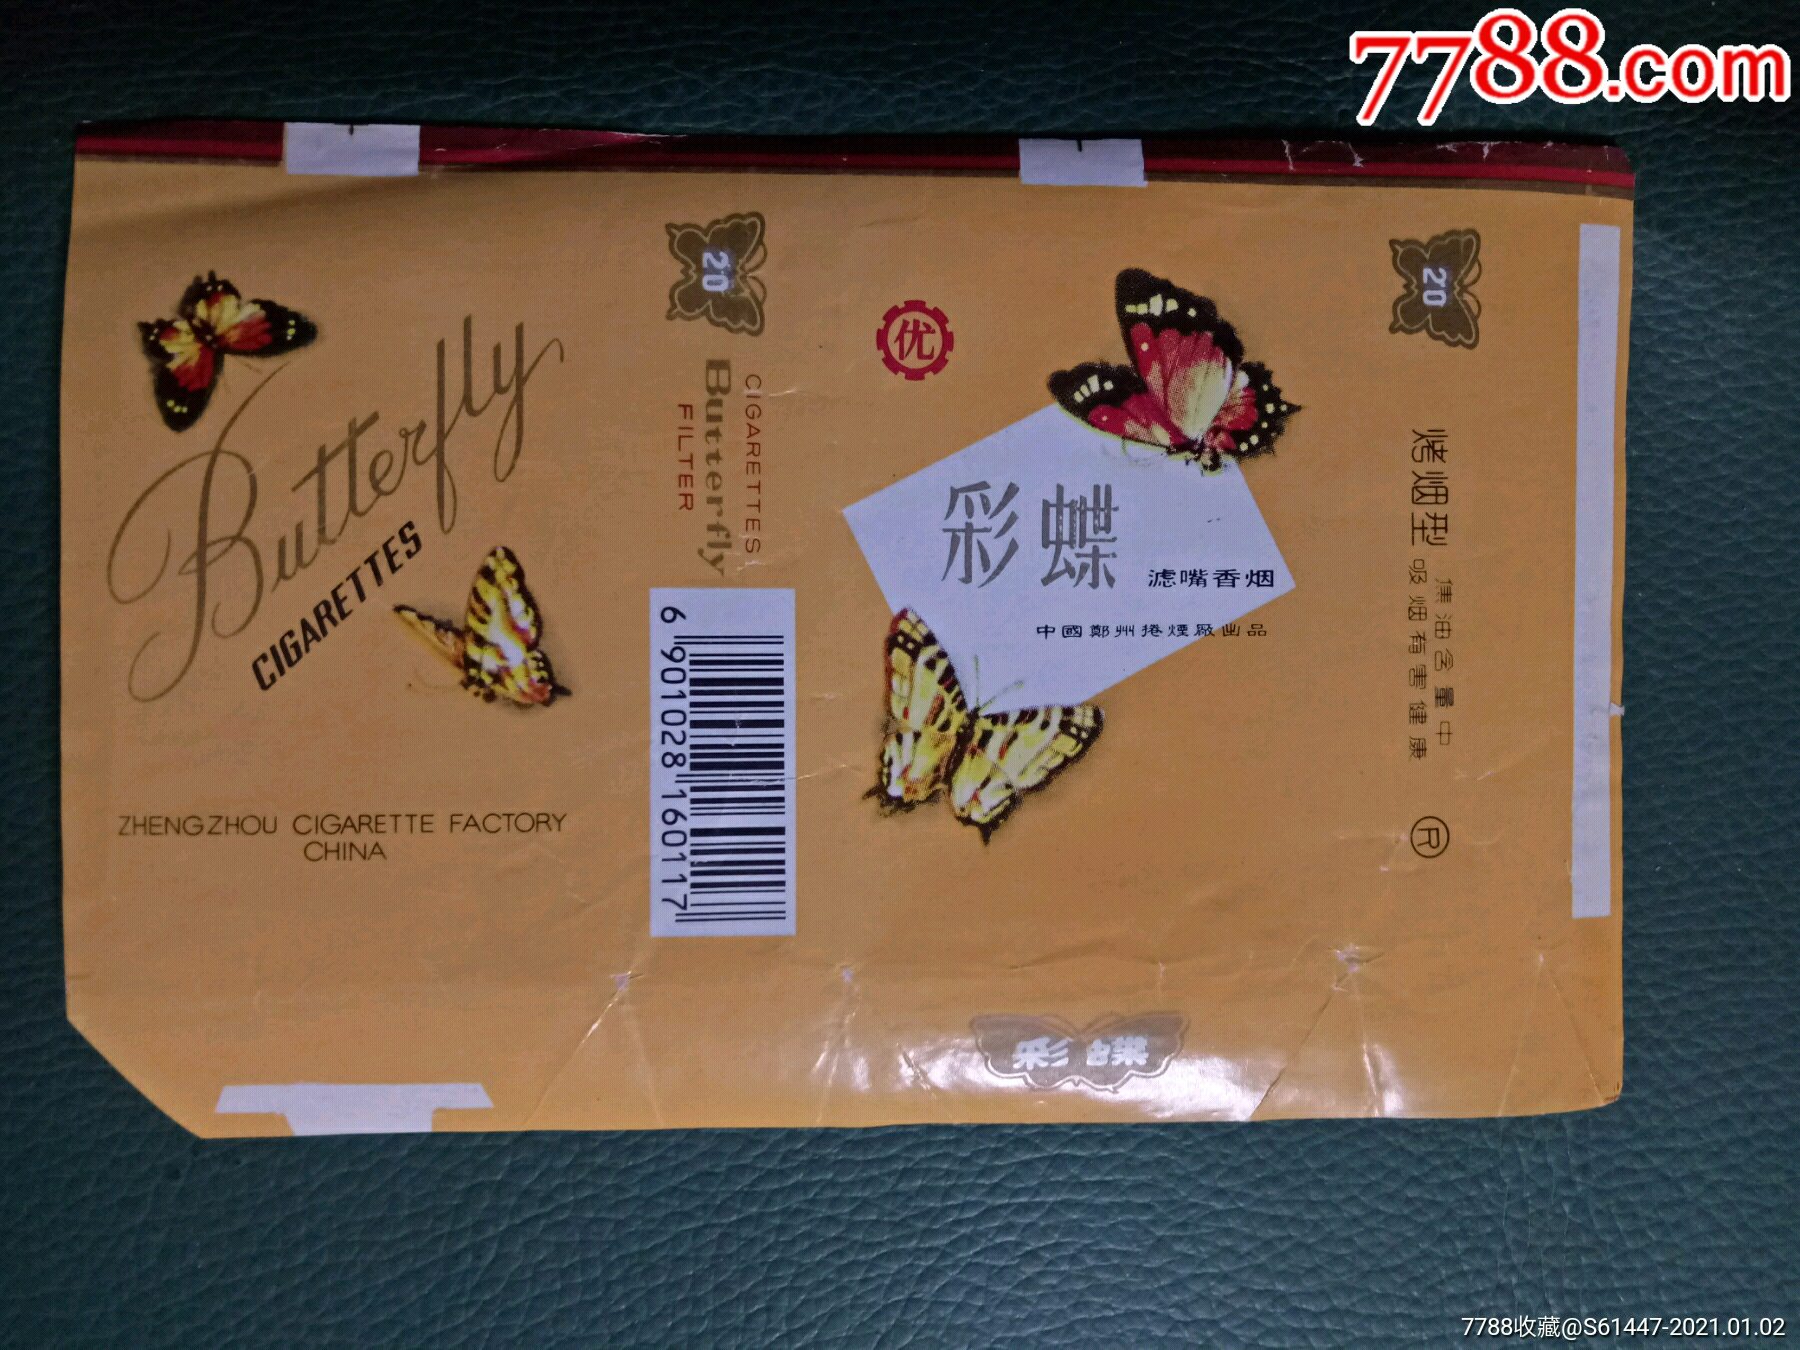 7788.com
Butterfly
CIGARETTES
ZHENGZHOU CIGARETTE FACTORY
CHINA
20
CIGARETTES
Butterfly
FILTER
6 901028 160117
优
彩蝶
滤嘴香烟
中國鄭州捲煙廠出品
20
烤烟型
焦油含量中
吸烟有害健康
R
彩蝶
7788收藏@S61447-2021.01.02